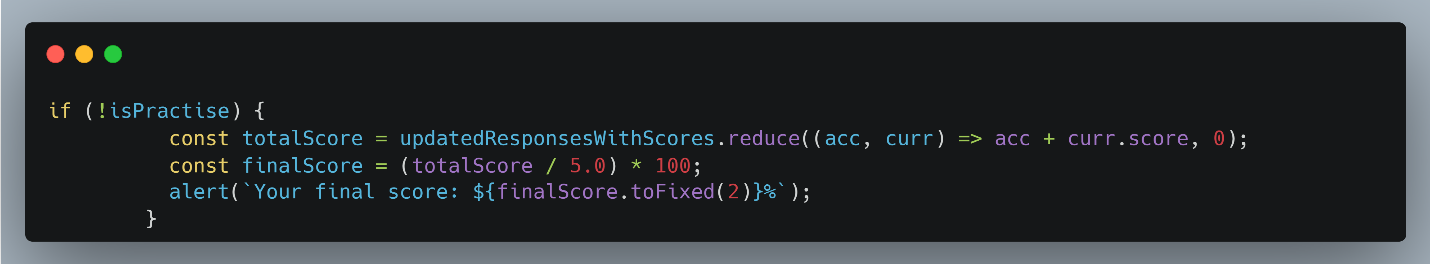 if (!isPractise) {
          const totalScore = updatedResponsesWithScores.reduce((acc, curr) => acc + curr.score, 0);
          const finalScore = (totalScore / 5.0) * 100;
          alert(`Your final score: ${finalScore.toFixed(2)}%`);
        }